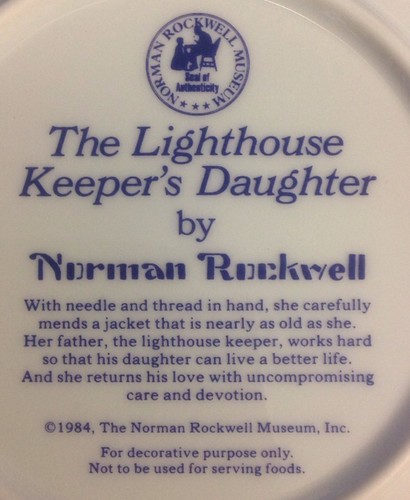 NORMAN ROCKWELL MUSEUM
Seal of
Authenticity
The Lighthouse
Keeper's Daughter
by
Norman Rockwell
With needle and thread in hand, she carefully
mends a jacket that is nearly as old as she.
Her father, the lighthouse keeper, works hard
so that his daughter can live a better life.
And she returns his love with uncompromising
care and devotion.
©1984, The Norman Rockwell Museum, Inc.
For decorative purpose only.
Not to be used for serving foods.